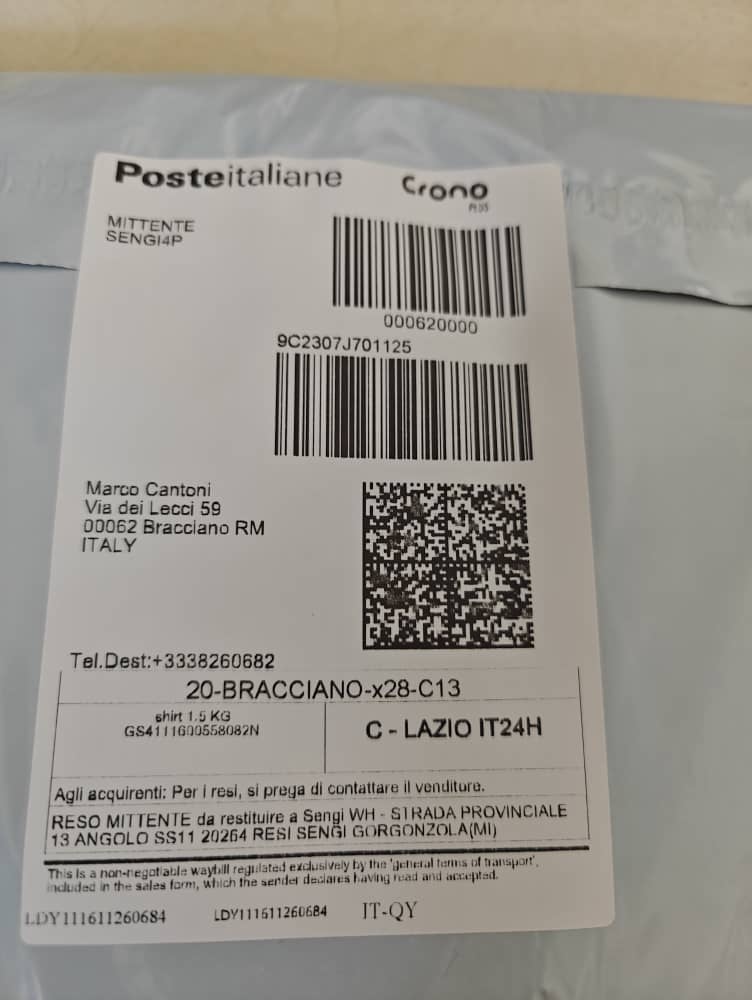 Posteitaliane
Crono
PLUS
MITTENTE
SENGI4P
000620000
9C2307J701125
Marco Cantoni
Via dei Lecci 59
00062 Bracciano RM
ITALY
Tel.Dest:+3338260682
20-BRACCIANO-x28-C13
shirt 1.5 KG
GS4111600558082N
C - LAZIO IT24H
Agli acquirenti: Per i resi, si prega di contattare il venditore.
RESO MITTENTE da restituire a Sengi WH - STRADA PROVINCIALE
13 ANGOLO SS11 20264 RESI SENGI GORGONZOLA(MI)
This is a non-negotiable waybill regulated exclusively by the 'general terms of transport',
included in the sales form, which the sender declares having read and accepted.
LDY111611260684
LDY111611260684
IT-QY